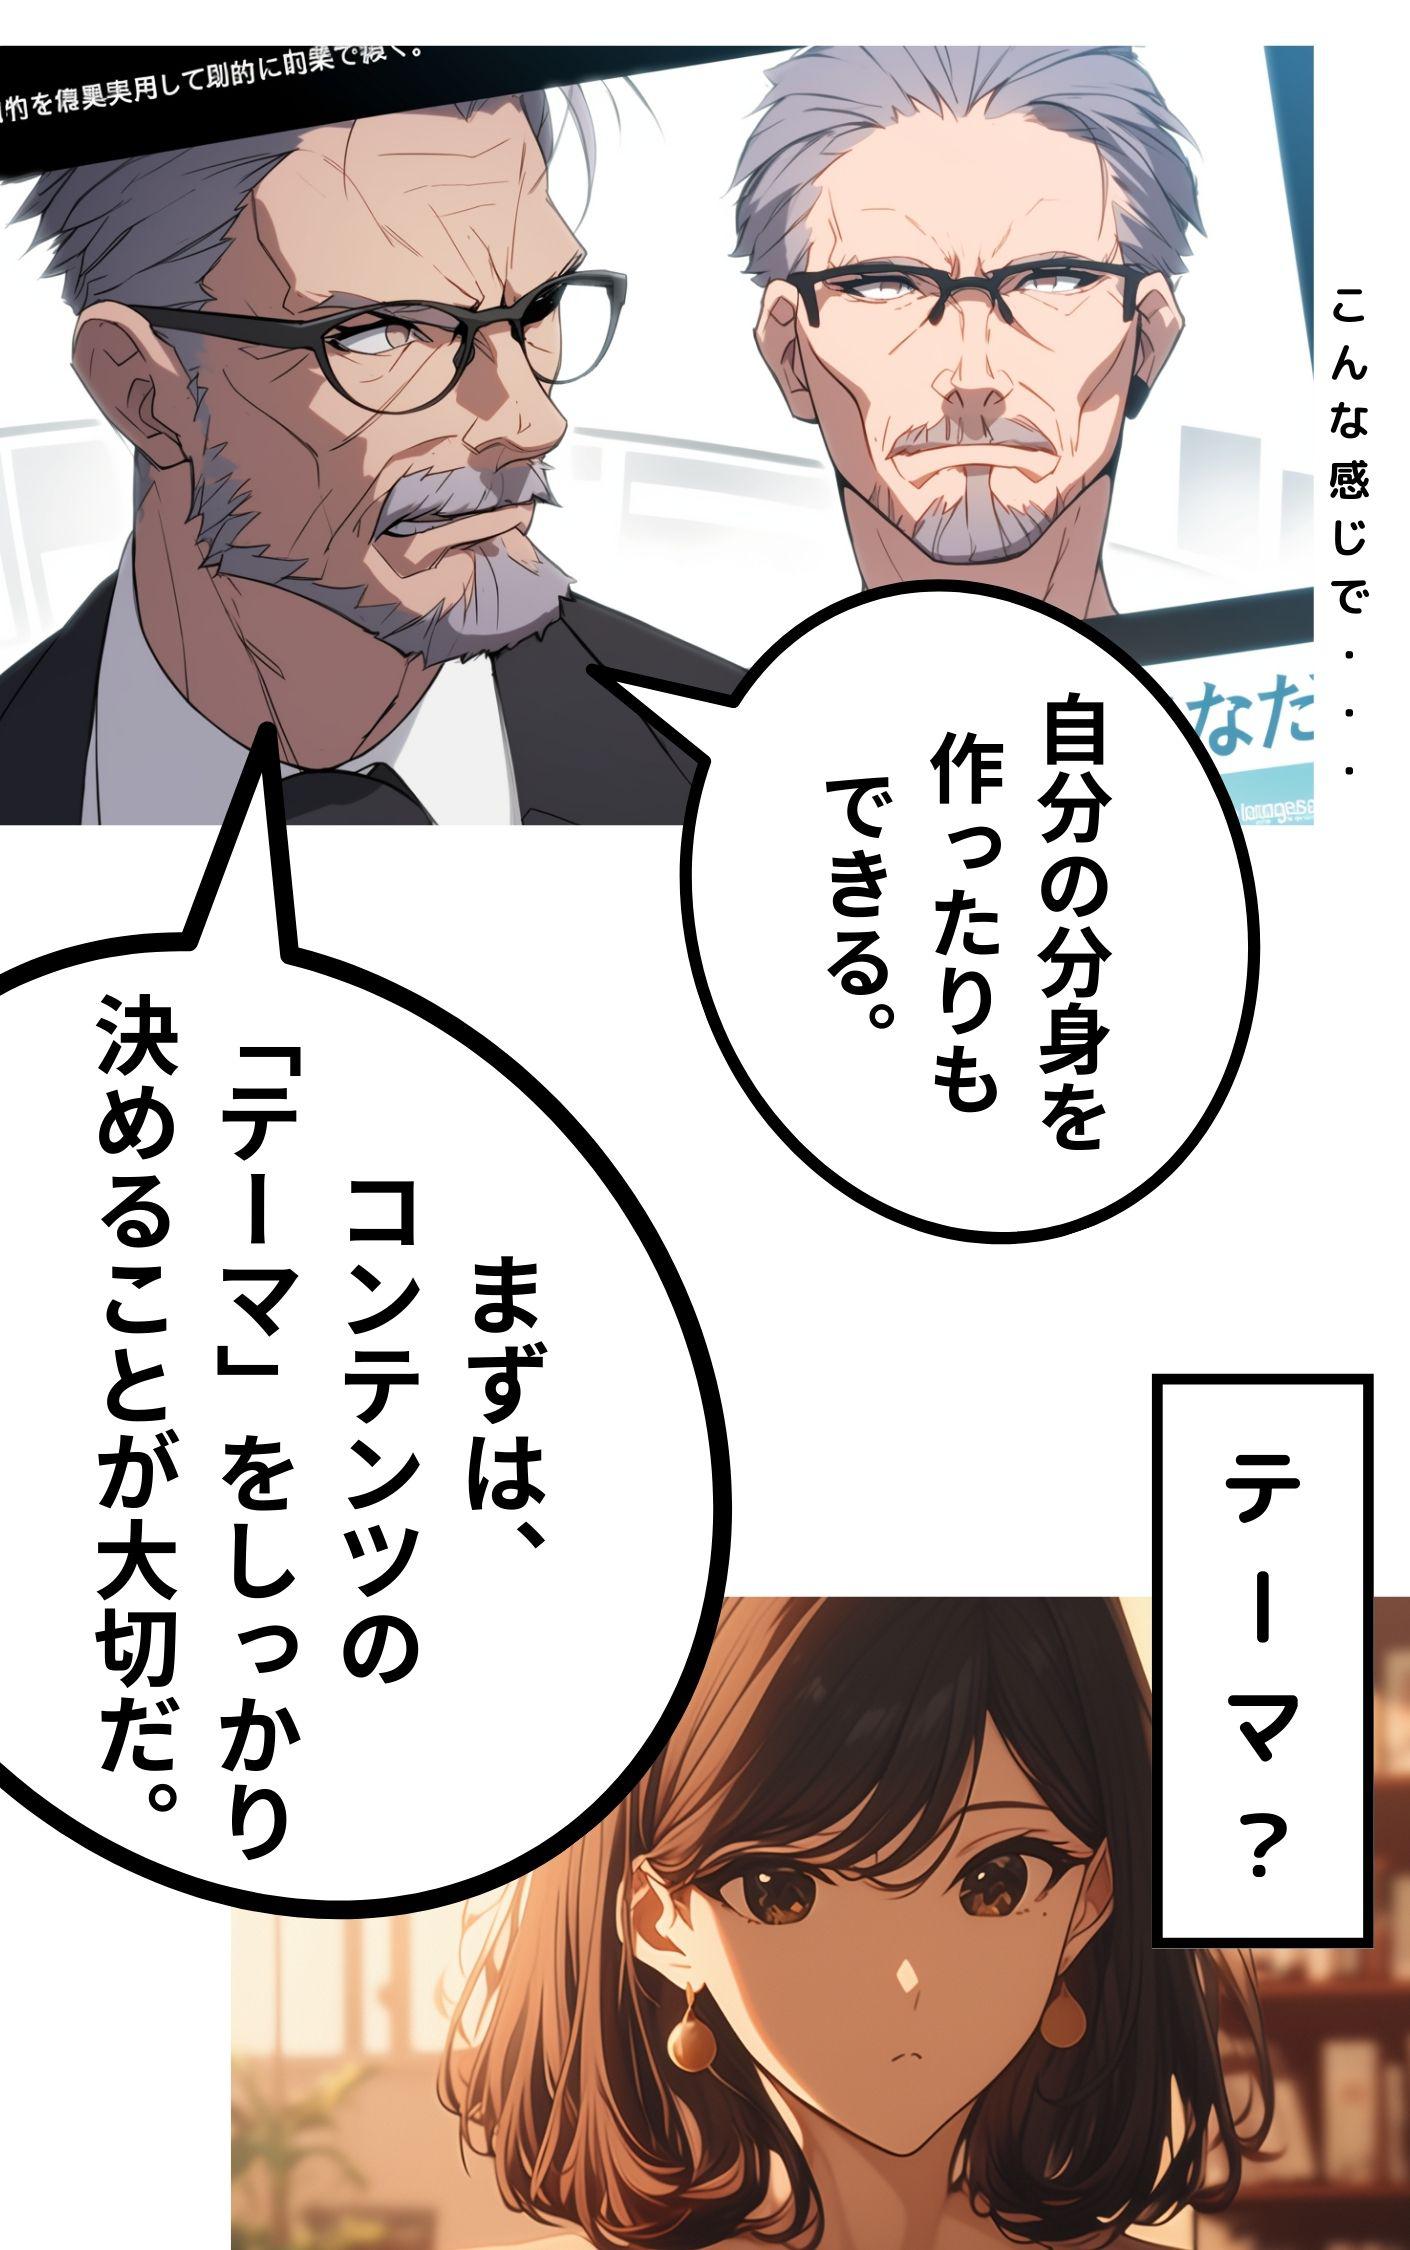 こんな感じで・・・
自分の分身を
作ったりも
できる。
まずは、
コンテンツの
「テーマ」をしっかり
決めることが大切だ。
テーマ？
なだ